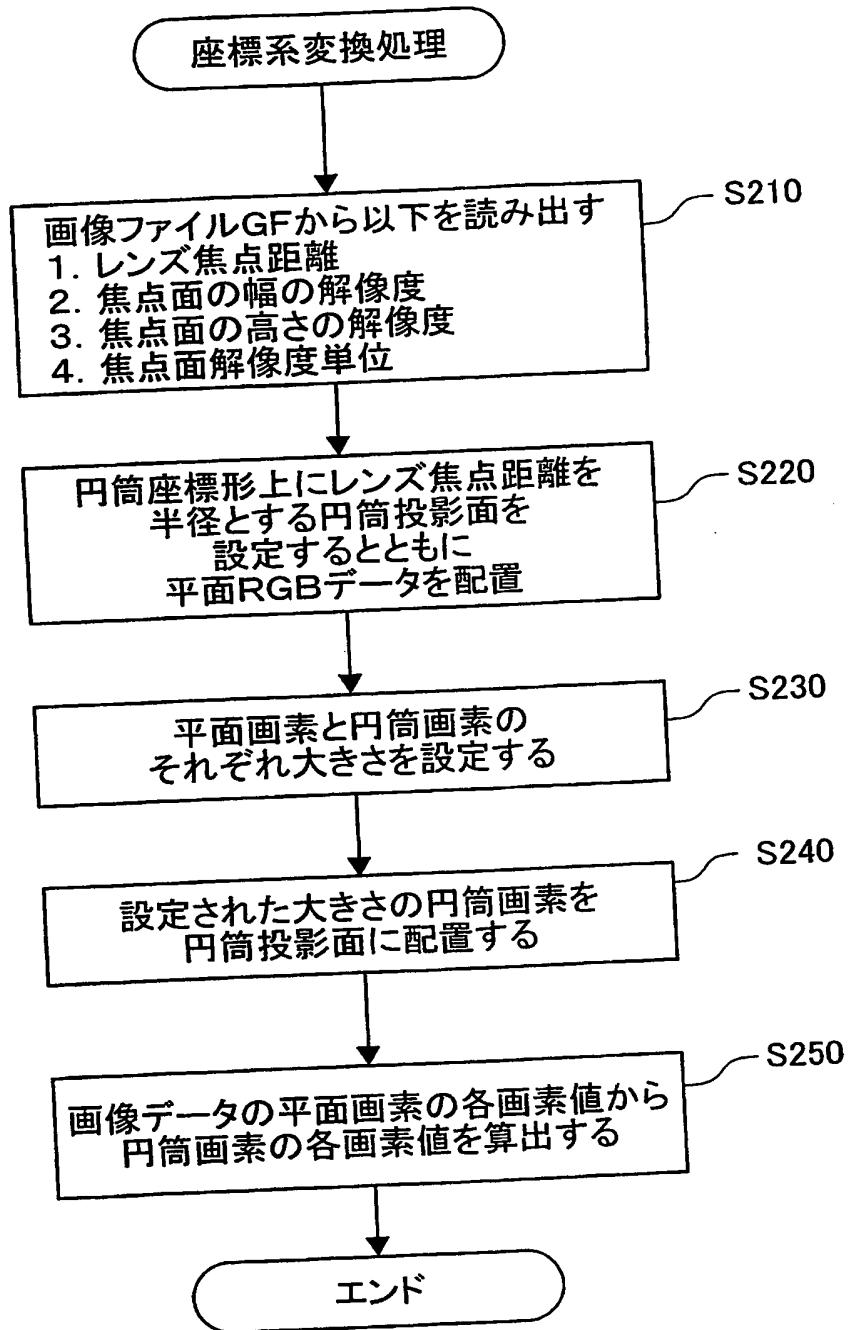 座標系変換処理
S210
画像ファイルGFから以下を読み出す
1. レンズ焦点距離
2. 焦点面の幅の解像度
3. 焦点面の高さの解像度
4. 焦点面解像度単位
S220
円筒座標形上にレンズ焦点距離を
半径とする円筒投影面を
設定するとともに
平面RGBデータを配置
S230
平面画素と円筒画素の
それぞれ大きさを設定する
S240
設定された大きさの円筒画素を
円筒投影面に配置する
S250
画像データの平面画素の各画素値から
円筒画素の各画素値を算出する
エンド